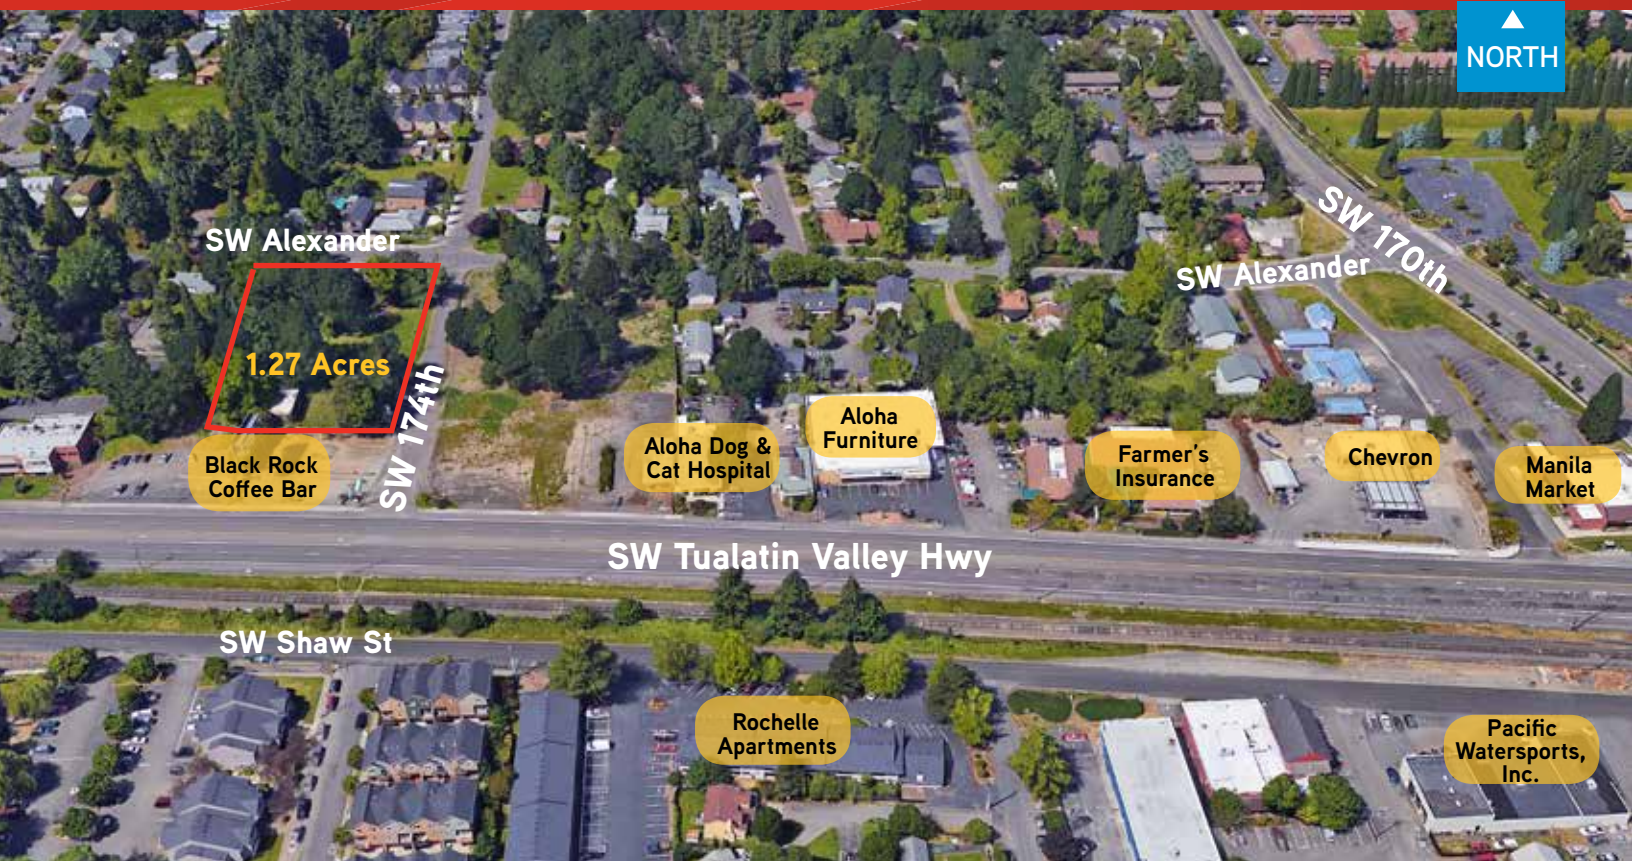 NORTH
SW 170th
SW Alexander
SW Alexander
1.27 Acres
SW 174th
Black Rock
Coffee Bar
Aloha Dog &
Cat Hospital
Aloha
Furniture
Farmer's
Insurance
Chevron
Manila
Market
SW Tualatin Valley Hwy
SW Shaw St
Rochelle
Apartments
Pacific
Watersports,
Inc.